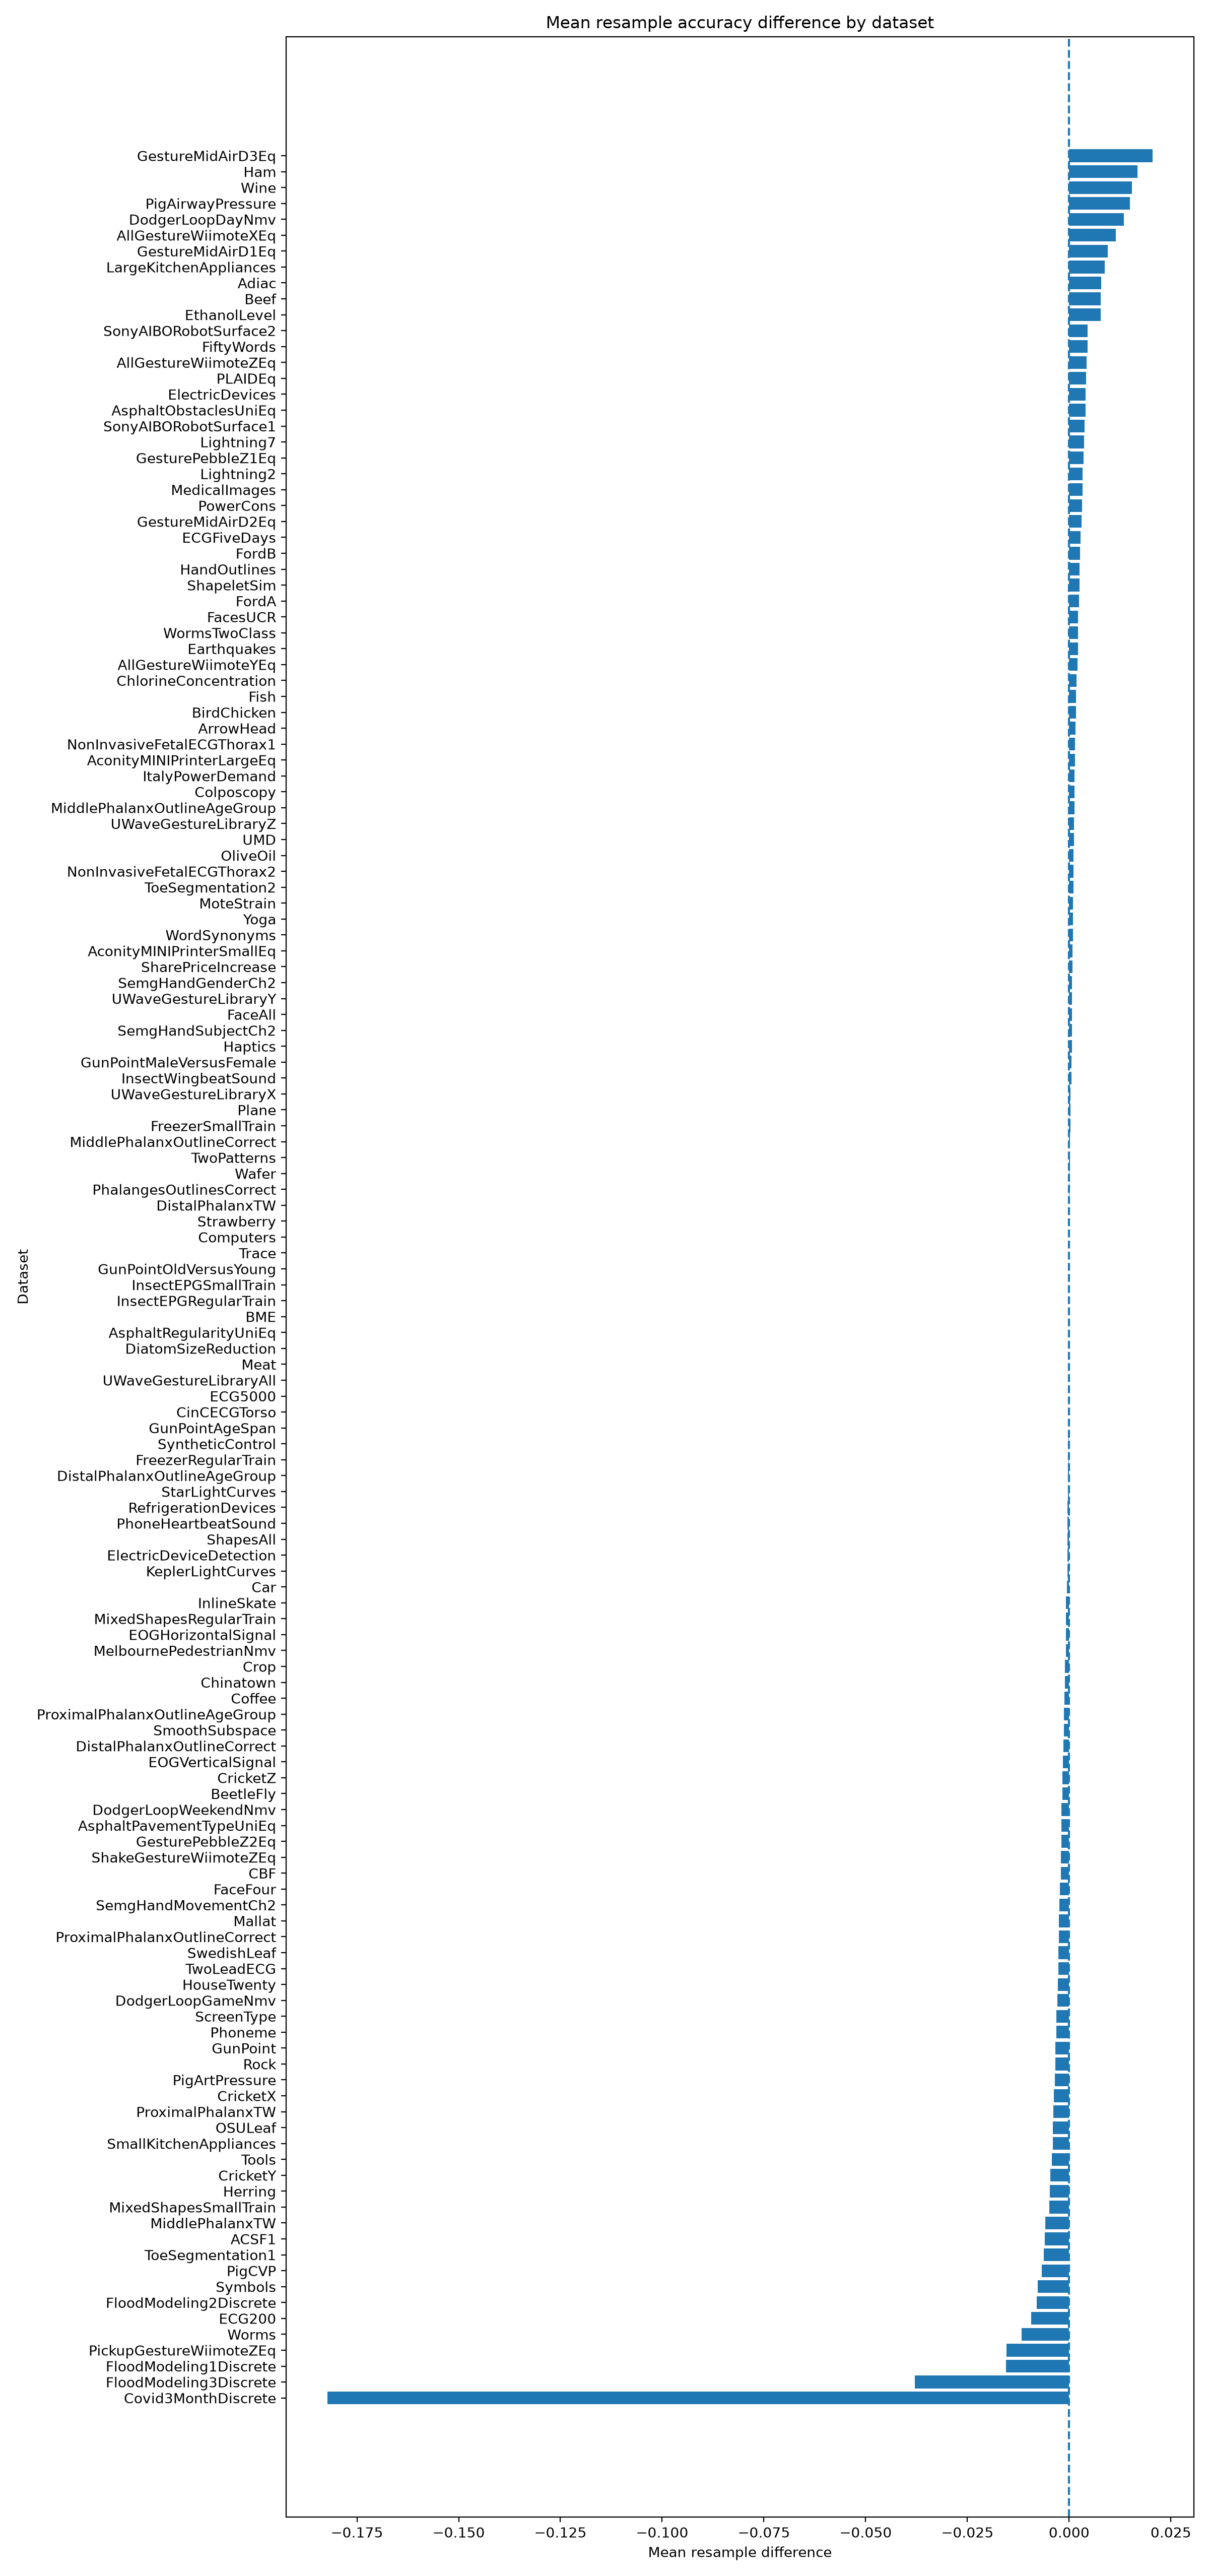 Mean resample accuracy difference by dataset
GestureMidAirD3Eq
Ham
Wine
PigAirwayPressure
DodgerLoopDayNmv
AllGestureWiimoteXEq
GestureMidAirD1Eq
LargeKitchenAppliances
Adiac
Beef
EthanolLevel
SonyAIBORobotSurface2
FiftyWords
AllGestureWiimoteZEq
PLAIDEq
ElectricDevices
AsphaltObstaclesUniEq
SonyAIBORobotSurface1
Lightning7
GesturePebbleZ1Eq
Lightning2
MedicalImages
PowerCons
GestureMidAirD2Eq
ECGFiveDays
FordB
HandOutlines
ShapeletSim
FordA
FacesUCR
WormsTwoClass
Earthquakes
AllGestureWiimoteYEq
ChlorineConcentration
Fish
BirdChicken
ArrowHead
NonInvasiveFetalECGThorax1
AconityMINIPrinterLargeEq
ItalyPowerDemand
Colposcopy
MiddlePhalanxOutlineAgeGroup
UWaveGestureLibraryZ
UMD
OliveOil
NonInvasiveFetalECGThorax2
ToeSegmentation2
MoteStrain
Yoga
WordSynonyms
AconityMINIPrinterSmallEq
SharePriceIncrease
SemgHandGenderCh2
UWaveGestureLibraryY
FaceAll
SemgHandSubjectCh2
Haptics
GunPointMaleVersusFemale
InsectWingbeatSound
UWaveGestureLibraryX
Plane
FreezerSmallTrain
MiddlePhalanxOutlineCorrect
TwoPatterns
Wafer
PhalangesOutlinesCorrect
DistalPhalanxTW
Strawberry
Computers
Trace
GunPointOldVersusYoung
InsectEPGSmallTrain
InsectEPGRegularTrain
BME
AsphaltRegularityUniEq
DiatomSizeReduction
Meat
UWaveGestureLibraryAll
ECG5000
CinCECGTorso
GunPointAgeSpan
SyntheticControl
FreezerRegularTrain
DistalPhalanxOutlineAgeGroup
StarLightCurves
RefrigerationDevices
PhoneHeartbeatSound
ShapesAll
ElectricDeviceDetection
KeplerLightCurves
Car
InlineSkate
MixedShapesRegularTrain
EOGHorizontalSignal
MelbournePedestrianNmv
Crop
Chinatown
Coffee
ProximalPhalanxOutlineAgeGroup
SmoothSubspace
DistalPhalanxOutlineCorrect
EOGVerticalSignal
CricketZ
BeetleFly
DodgerLoopWeekendNmv
AsphaltPavementTypeUniEq
GesturePebbleZ2Eq
ShakeGestureWiimoteZEq
CBF
FaceFour
SemgHandMovementCh2
Mallat
ProximalPhalanxOutlineCorrect
SwedishLeaf
TwoLeadECG
HouseTwenty
DodgerLoopGameNmv
ScreenType
Phoneme
GunPoint
Rock
PigArtPressure
CricketX
ProximalPhalanxTW
OSULeaf
SmallKitchenAppliances
Tools
CricketY
Herring
MixedShapesSmallTrain
MiddlePhalanxTW
ACSF1
ToeSegmentation1
PigCVP
Symbols
FloodModeling2Discrete
ECG200
Worms
PickupGestureWiimoteZEq
FloodModeling1Discrete
FloodModeling3Discrete
Covid3MonthDiscrete
Dataset
−0.175 −0.150 −0.125 −0.100 −0.075 −0.050 −0.025 0.000 0.025
Mean resample difference